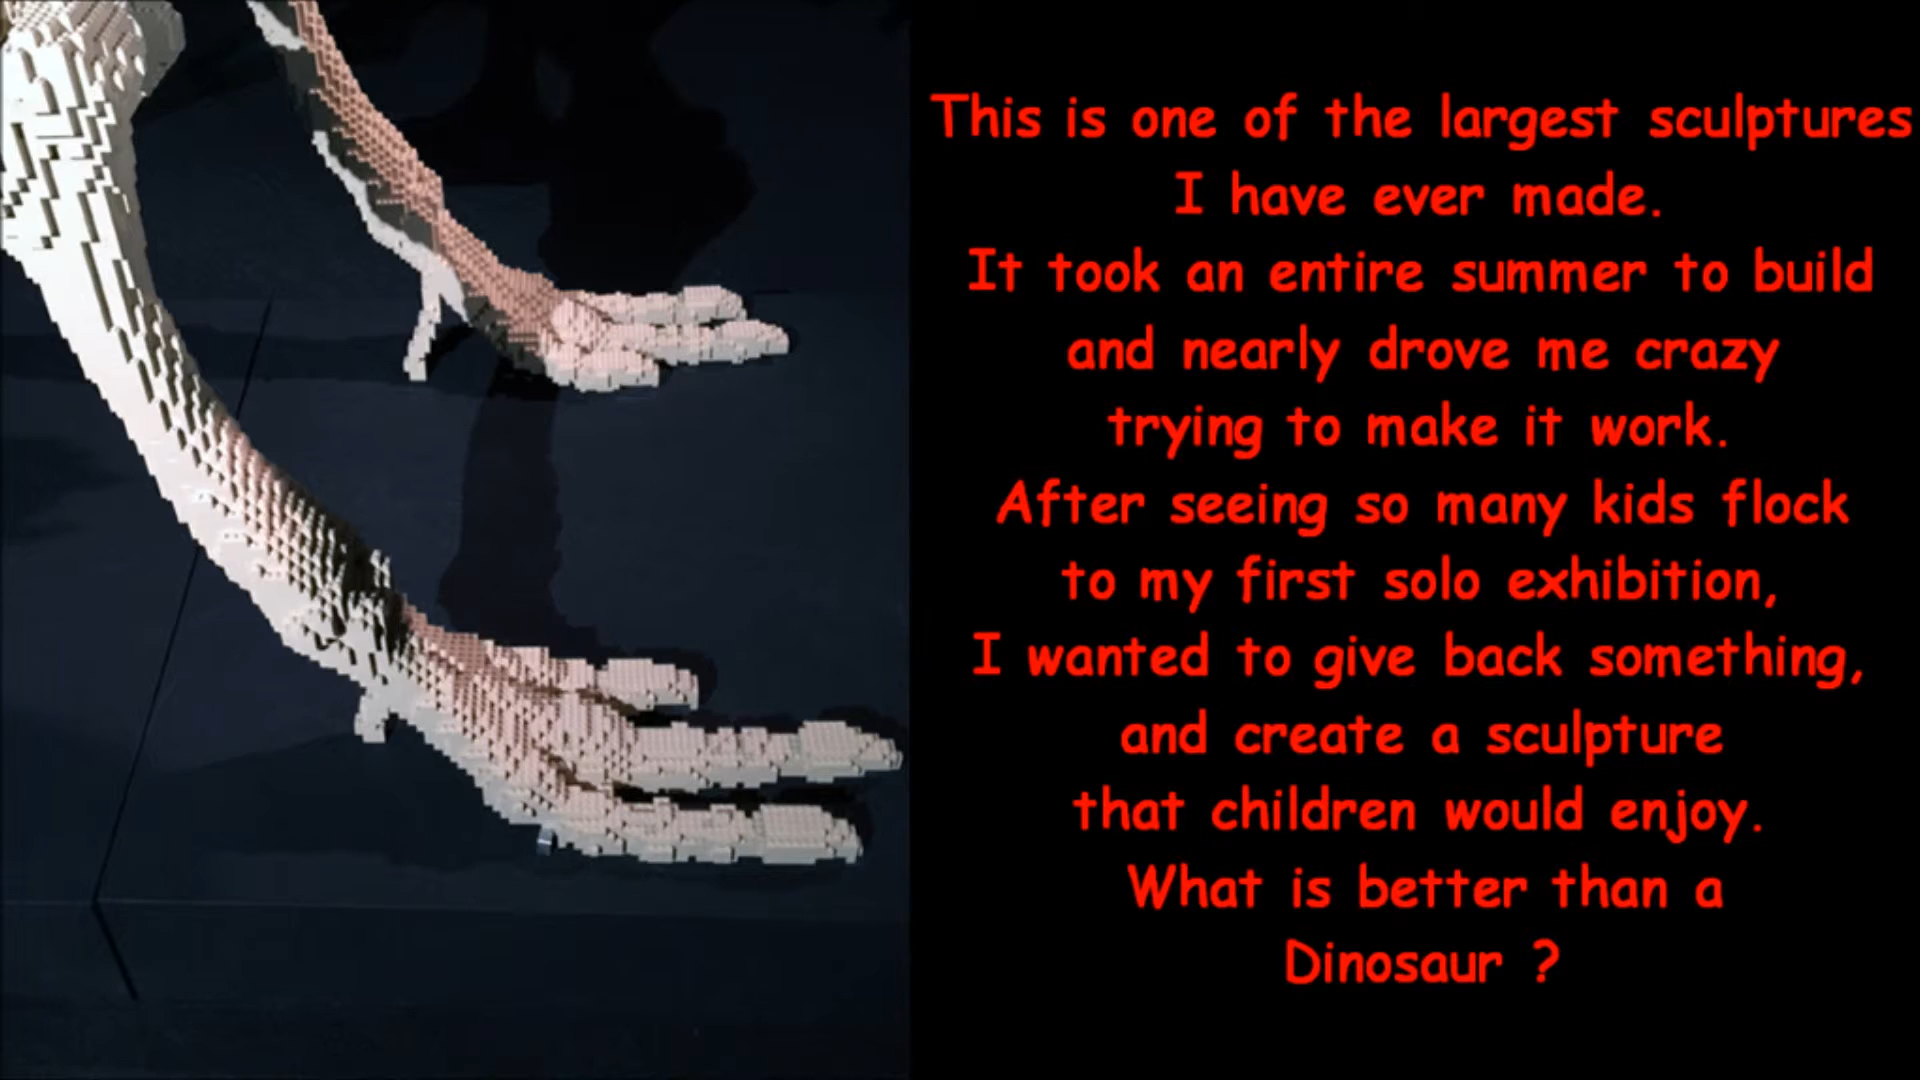 This is one of the largest sculptures
I have ever made.
It took an entire summer to build
and nearly drove me crazy
trying to make it work.
After seeing so many kids flock
to my first solo exhibition,
I wanted to give back something,
and create a sculpture
that children would enjoy.
What is better than a
Dinosaur ?